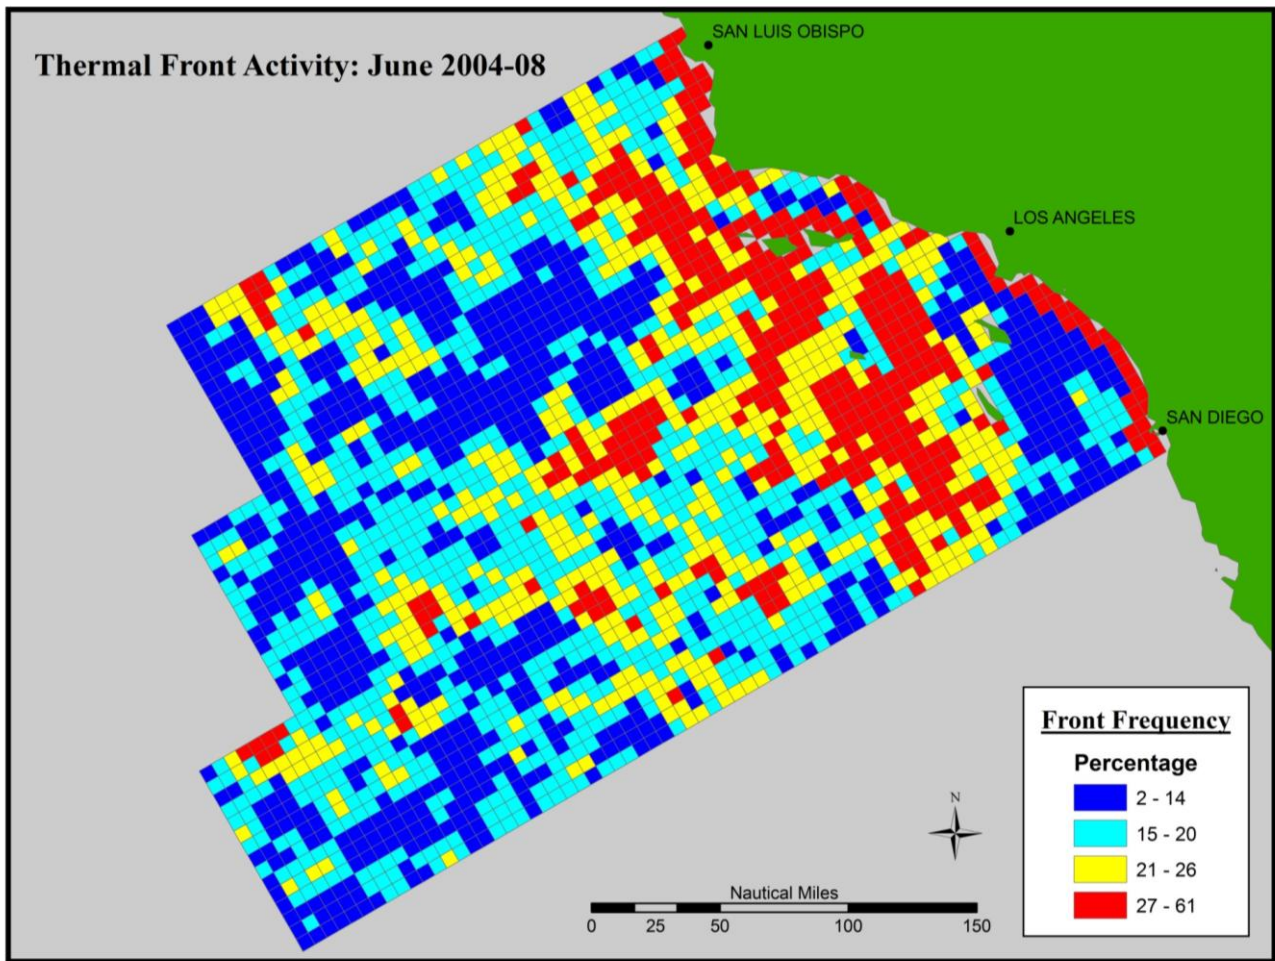 SAN LUIS OBISPO
Thermal Front Activity: June 2004-08
LOS ANGELES
SAN DIEGO
Front Frequency
Percentage
2 - 14
15 - 20
21 - 26
27 - 61
N
Nautical Miles
0 25 50 100 150